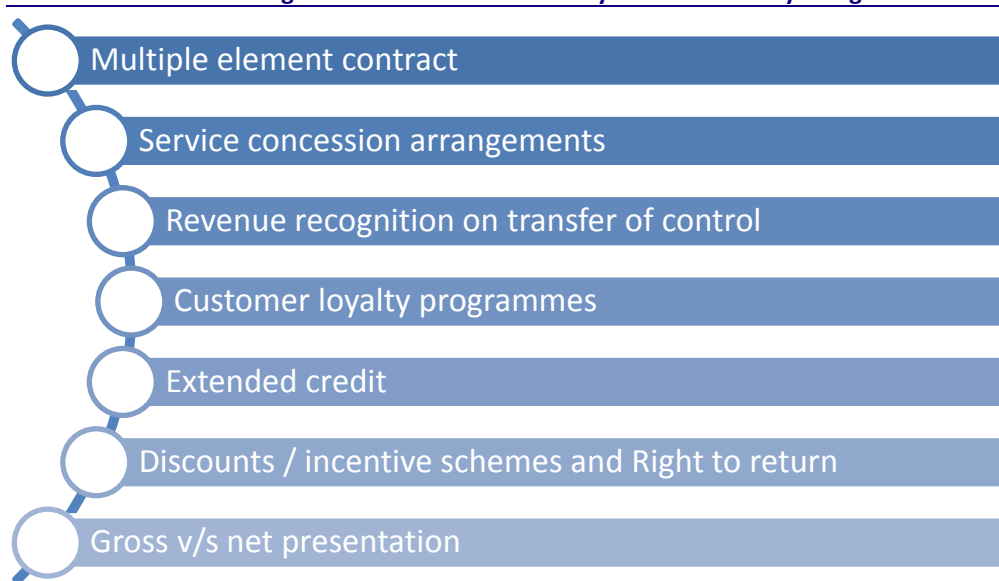 Multiple element contract
Service concession arrangements
Revenue recognition on transfer of control
Customer loyalty programmes
Extended credit
Discounts / incentive schemes and Right to return
Gross v/s net presentation